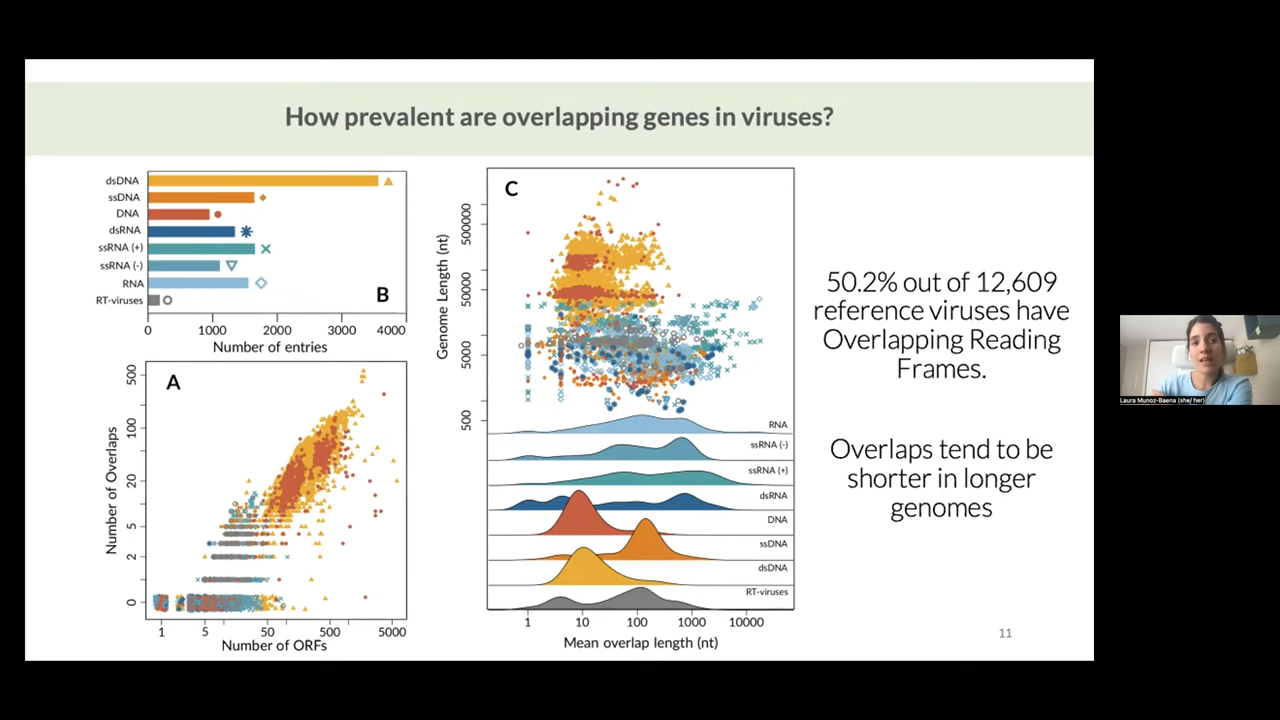 How prevalent are overlapping genes in viruses?
dsDNA
ssDNA
DNA
dsRNA
ssRNA (+)
ssRNA (-)
RNA
RT-viruses
B
0 1000 2000 3000 4000
Number of entries
A
500
100
20
5
2
0
Number of Overlaps
1 5 50 500 5000
Number of ORFs
C
500000
50000
5000
500
Genome Length (nt)
RNA
ssRNA (-)
ssRNA (+)
dsRNA
DNA
ssDNA
dsDNA
RT-viruses
1 10 100 1000 10000
Mean overlap length (nt)
50.2% out of 12,609
reference viruses have
Overlapping Reading
Frames.
Overlaps tend to be
shorter in longer
genomes
11
Laura Munoz-Baena (she/ her)